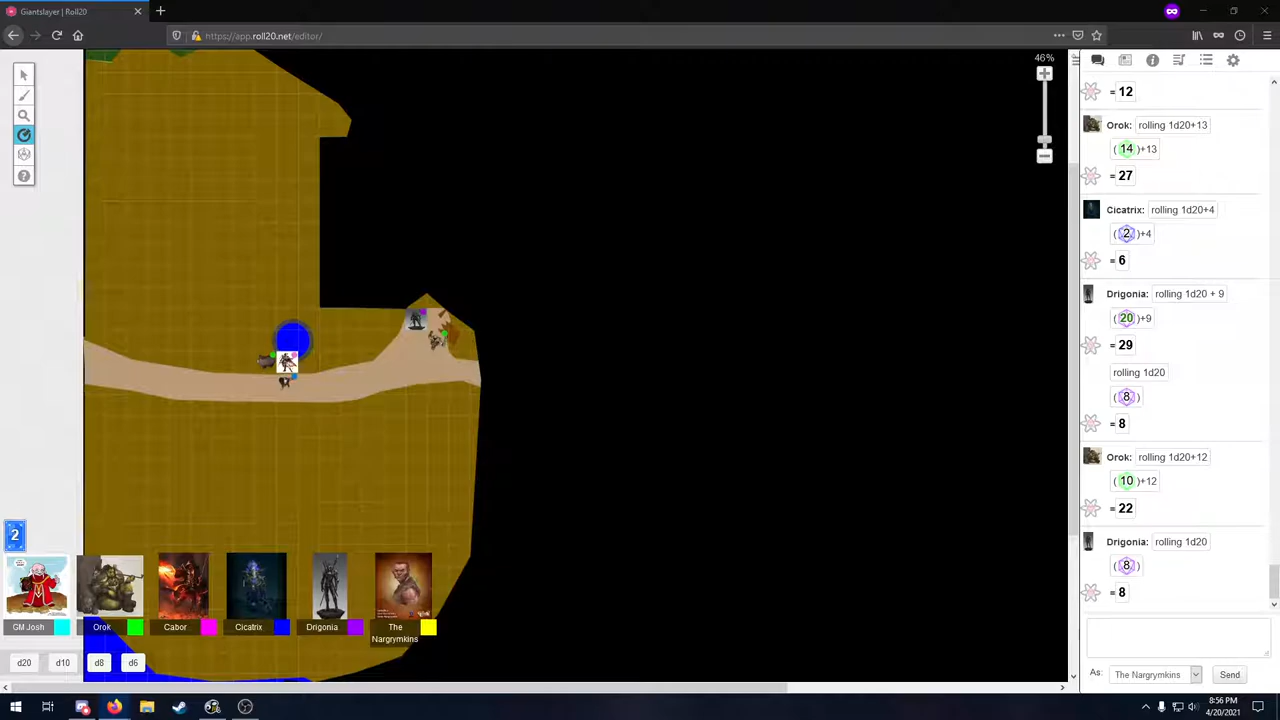 Giantslayer | Roll20
https://app.roll20.net/editor/
46%
= 12
Orok: rolling 1d20+13
(14)+13
= 27
Cicatrix: rolling 1d20+4
(2)+4
= 6
Drigonia: rolling 1d20 + 9
(20)+9
= 29
rolling 1d20
(8)
= 8
Orok: rolling 1d20+12
(10)+12
= 22
Drigonia: rolling 1d20
(8)
= 8
2
GM Josh
Orok
Cabor
Cicatrix
Drigonia
The Nargrymkins
d20
d10
d8
d6
As: The Nargrymkins
Send
8:56 PM
4/20/2021